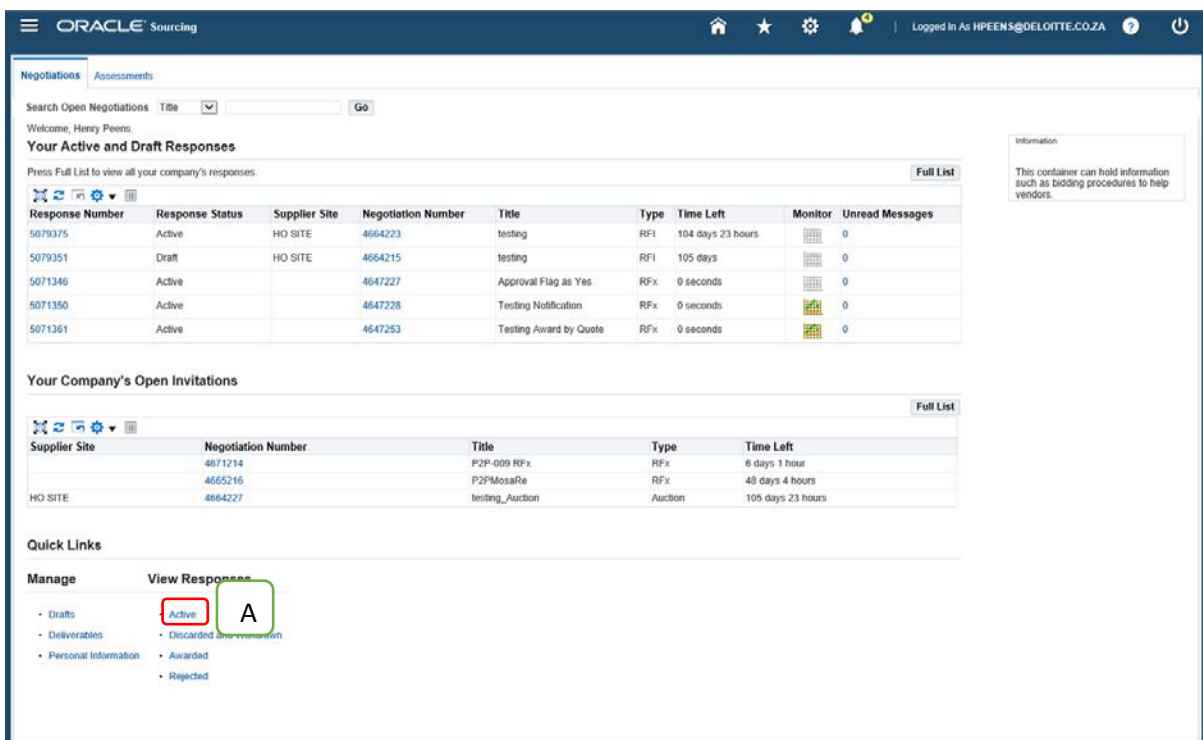 ORACLE Sourcing
4
Logged In As HPEENS@DELOITTE.CO.ZA ?
Negotiations Assessments
Search Open Negotiations Title Go
Welcome, Henry Peens.
Your Active and Draft Responses
Press Full List to view all your company's responses. Full List
Response Number Response Status Supplier Site Negotiation Number Title Type Time Left Monitor Unread Messages
5079375 Active HO SITE 4664223 testing RFI 104 days 23 hours 0
5079351 Draft HO SITE 4664215 testing RFI 105 days 0
5071346 Active 4647227 Approval Flag as Yes RFx 0 seconds 0
5071350 Active 4647228 Testing Notification RFx 0 seconds 0
5071361 Active 4647253 Testing Award by Quote RFx 0 seconds 0
Information
This container can hold information
such as bidding procedures to help
vendors.
Your Company's Open Invitations
Full List
Supplier Site Negotiation Number Title Type Time Left
4671214 P2P-009 RFx RFx 6 days 1 hour
4665216 P2PMosaRe RFx 48 days 4 hours
HO SITE 4664227 testing_Auction Auction 105 days 23 hours
Quick Links
Manage View Responses
• Drafts • Active A
• Deliverables • Discarded and Withdrawn
• Personal Information • Awarded
• Rejected